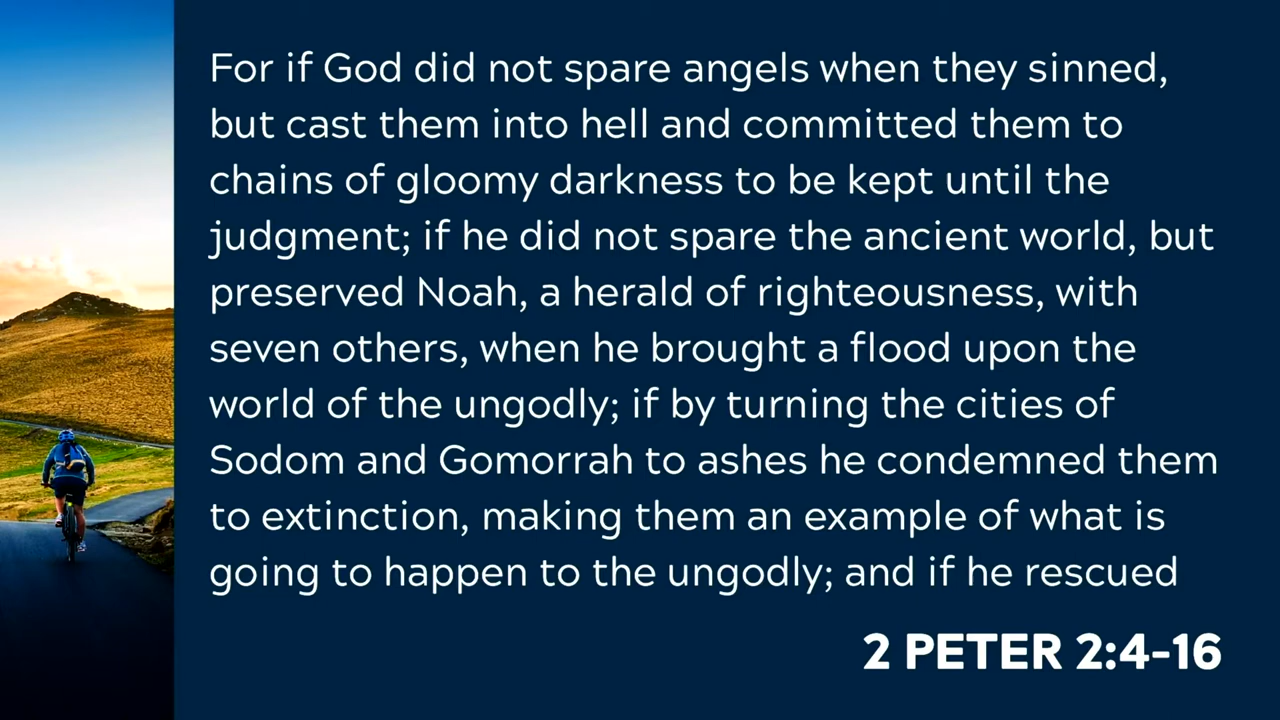 For if God did not spare angels when they sinned,
but cast them into hell and committed them to
chains of gloomy darkness to be kept until the
judgment; if he did not spare the ancient world, but
preserved Noah, a herald of righteousness, with
seven others, when he brought a flood upon the
world of the ungodly; if by turning the cities of
Sodom and Gomorrah to ashes he condemned them
to extinction, making them an example of what is
going to happen to the ungodly; and if he rescued
2 PETER 2:4–16